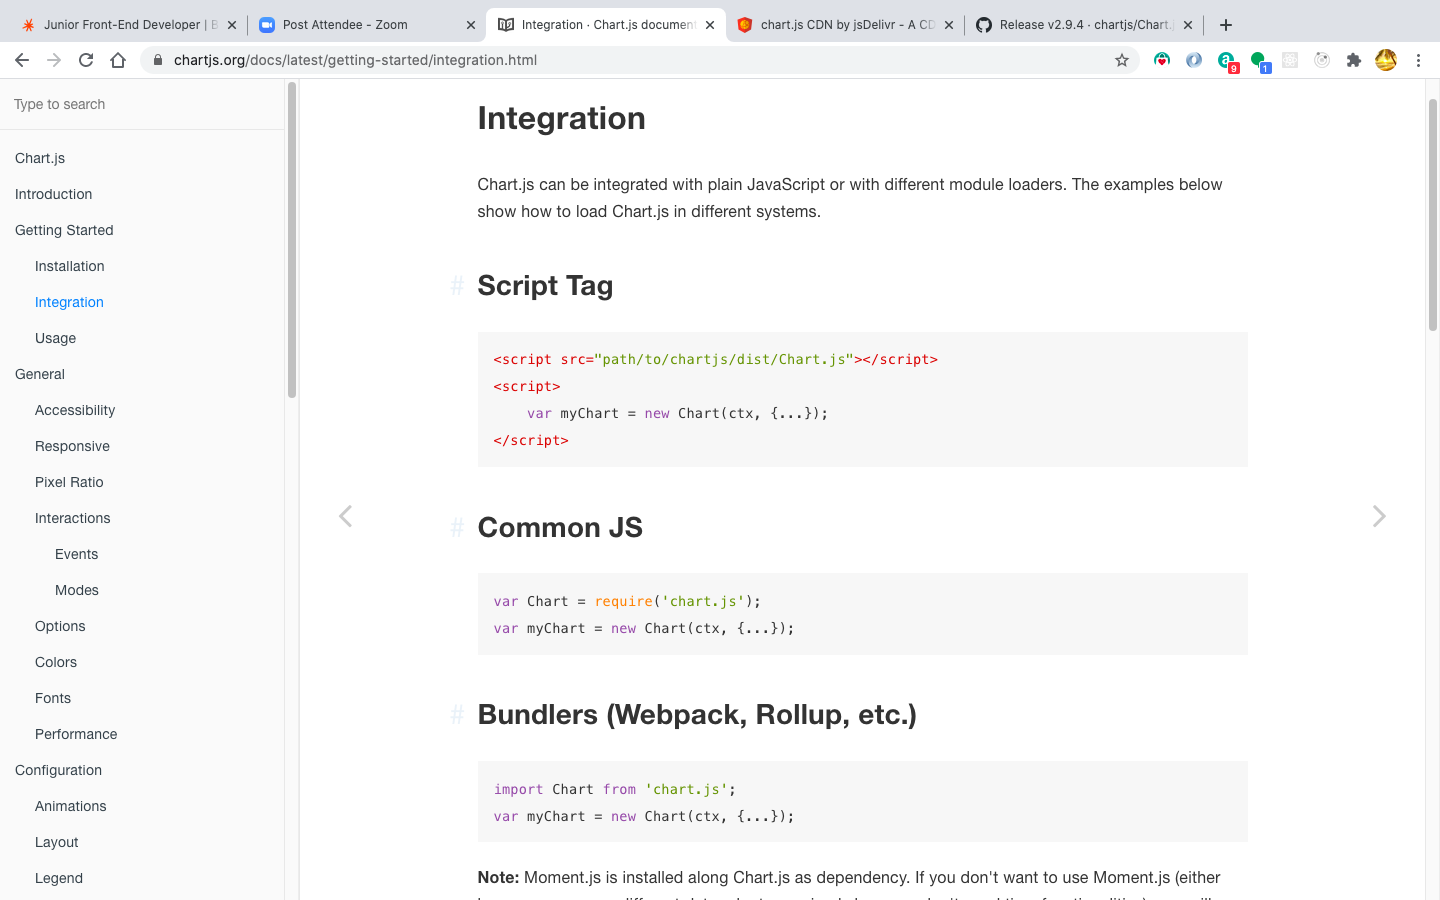 Junior Front-End Developer | B
Post Attendee - Zoom
Integration · Chart.js document
chart.js CDN by jsDelivr - A CD
Release v2.9.4 · chartjs/Chart.j
chartjs.org/docs/latest/getting-started/integration.html
9
1
Type to search
Chart.js
Introduction
Getting Started
Installation
Integration
Usage
General
Accessibility
Responsive
Pixel Ratio
Interactions
Events
Modes
Options
Colors
Fonts
Performance
Configuration
Animations
Layout
Legend
Integration
Chart.js can be integrated with plain JavaScript or with different module loaders. The examples below
show how to load Chart.js in different systems.
# Script Tag
<script src="path/to/chartjs/dist/Chart.js"></script>
<script>
    var myChart = new Chart(ctx, {...});
</script>
# Common JS
var Chart = require('chart.js');
var myChart = new Chart(ctx, {...});
# Bundlers (Webpack, Rollup, etc.)
import Chart from 'chart.js';
var myChart = new Chart(ctx, {...});
Note: Moment.js is installed along Chart.js as dependency. If you don't want to use Moment.js (either